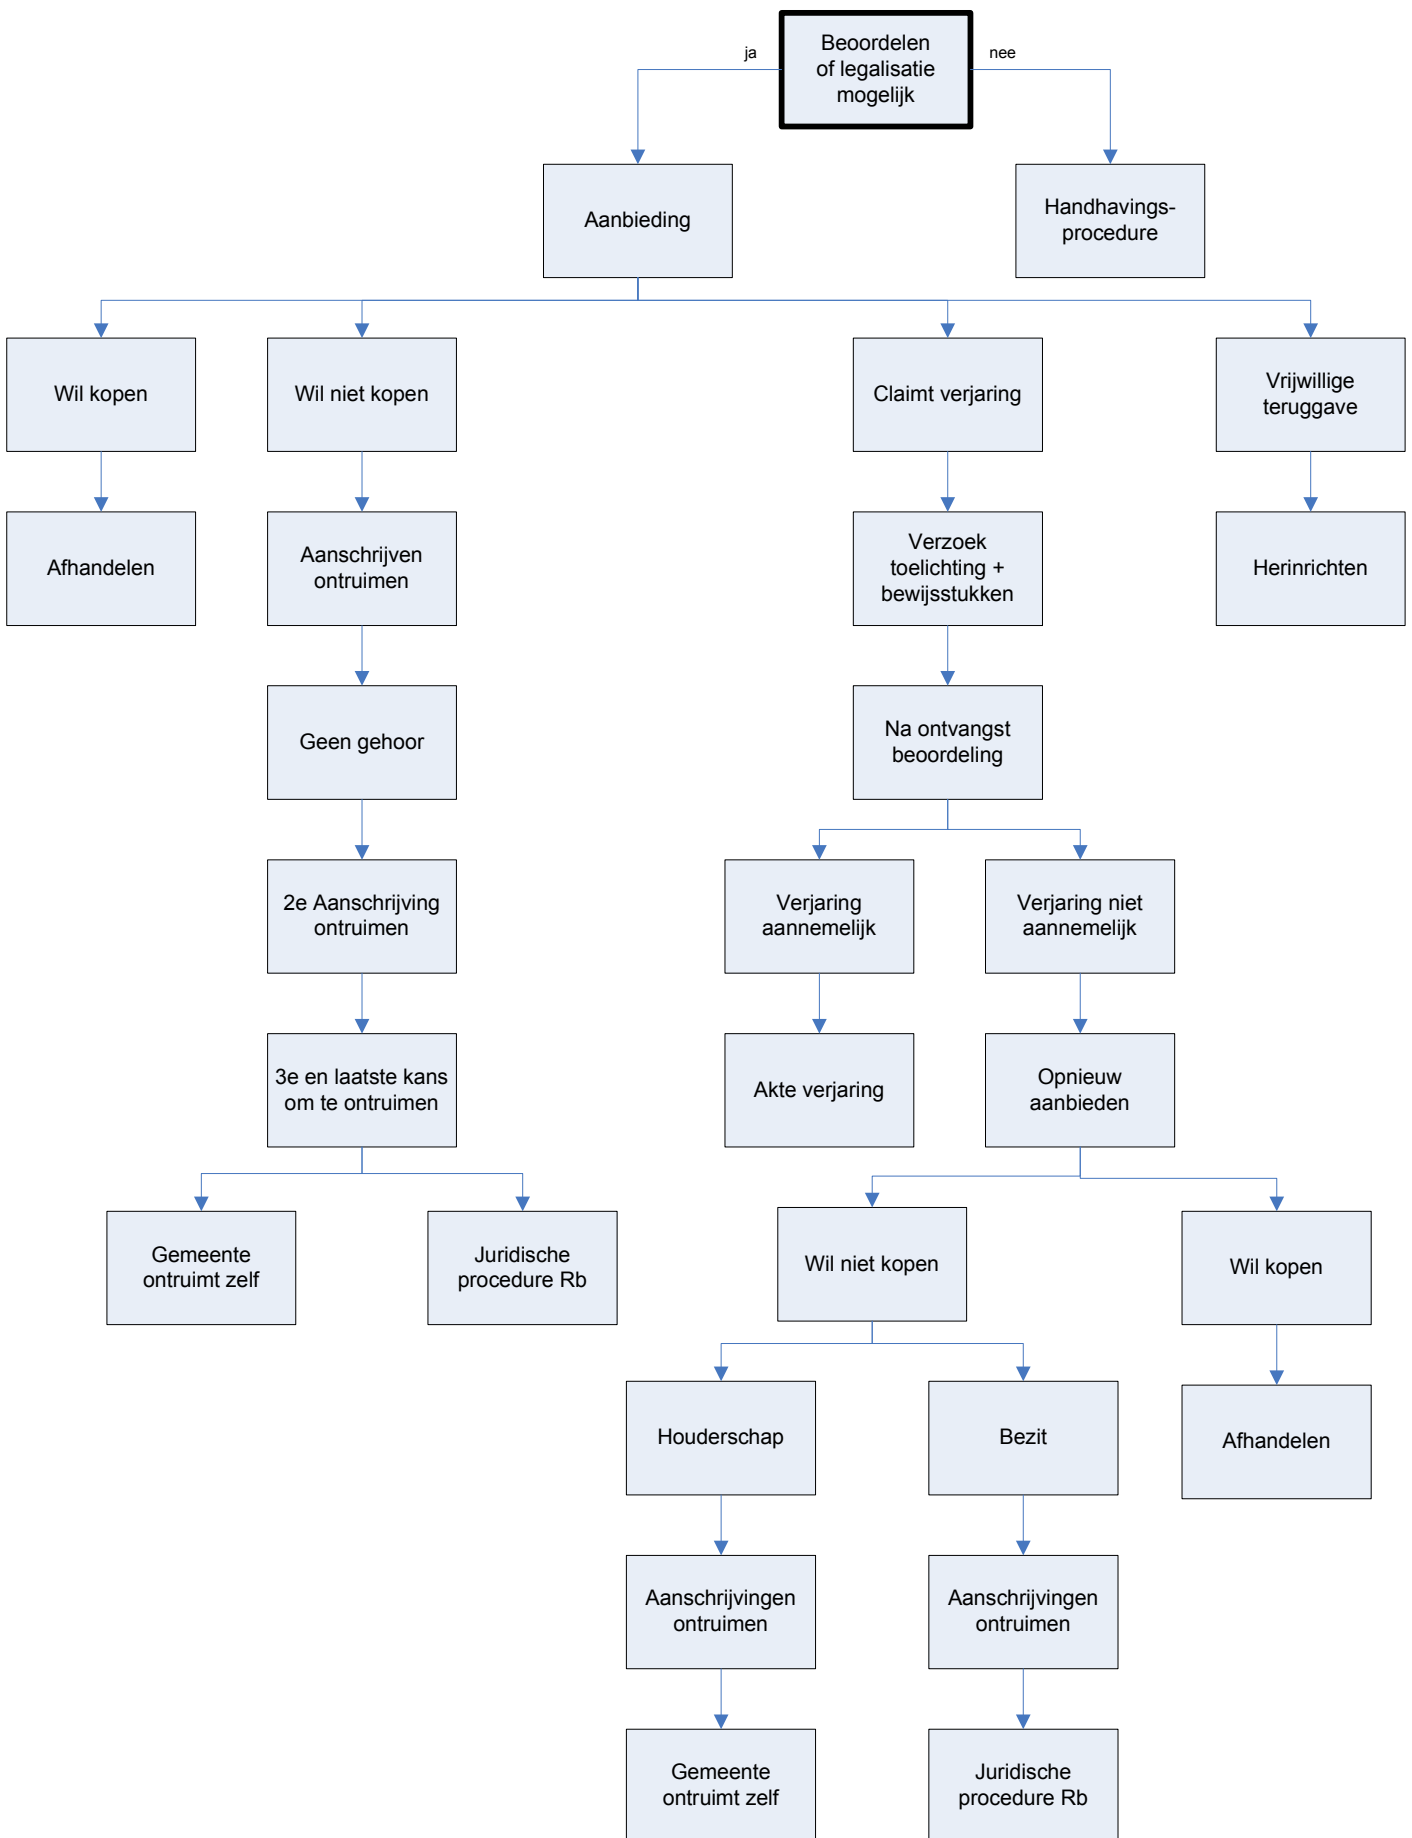 ja
Beoordelen
of legalisatie
mogelijk
nee
Aanbieding
Handhavings-
procedure
Wil kopen
Wil niet kopen
Claimt verjaring
Vrijwillige
teruggave
Afhandelen
Aanschrijven
ontruimen
Verzoek
toelichting +
bewijsstukken
Herinrichten
Geen gehoor
Na ontvangst
beoordeling
2e Aanschrijving
ontruimen
Verjaring
aannemelijk
Verjaring niet
aannemelijk
3e en laatste kans
om te ontruimen
Akte verjaring
Opnieuw
aanbieden
Gemeente
ontruimt zelf
Juridische
procedure Rb
Wil niet kopen
Wil kopen
Houderschap
Bezit
Afhandelen
Aanschrijvingen
ontruimen
Aanschrijvingen
ontruimen
Gemeente
ontruimt zelf
Juridische
procedure Rb